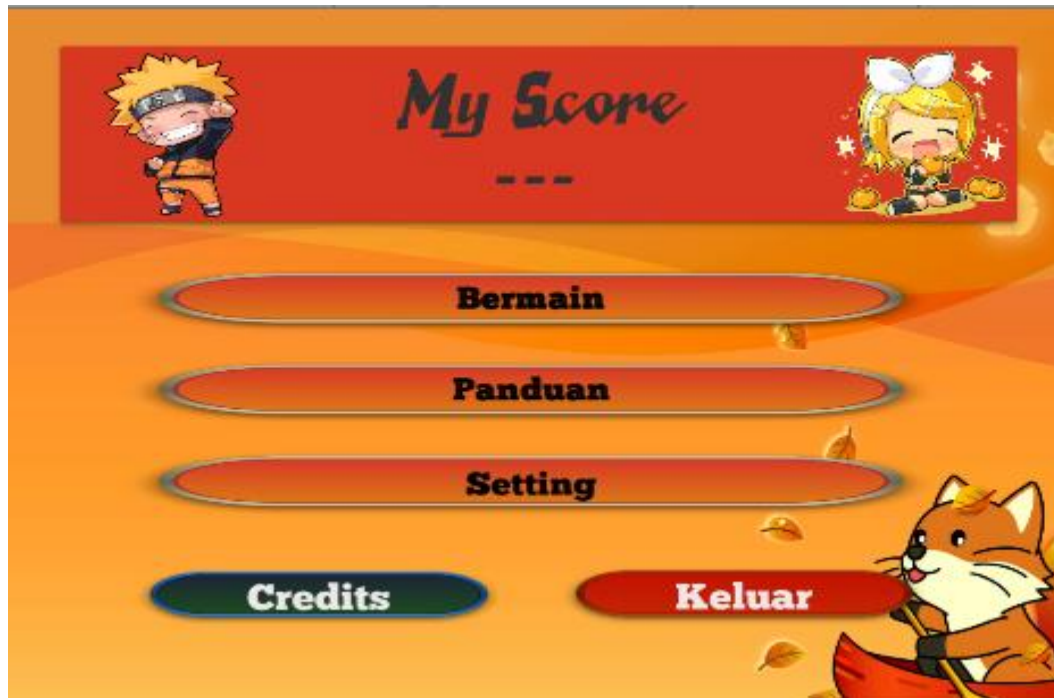 My Score
---
Bermain
Panduan
Setting
Credits
Keluar